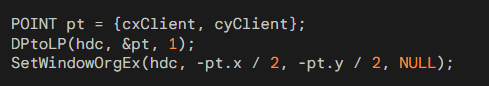 POINT pt = {cxClient, cyClient};
DPtoLP(hdc, &pt, 1);
SetWindowOrgEx(hdc, -pt.x / 2, -pt.y / 2, NULL);